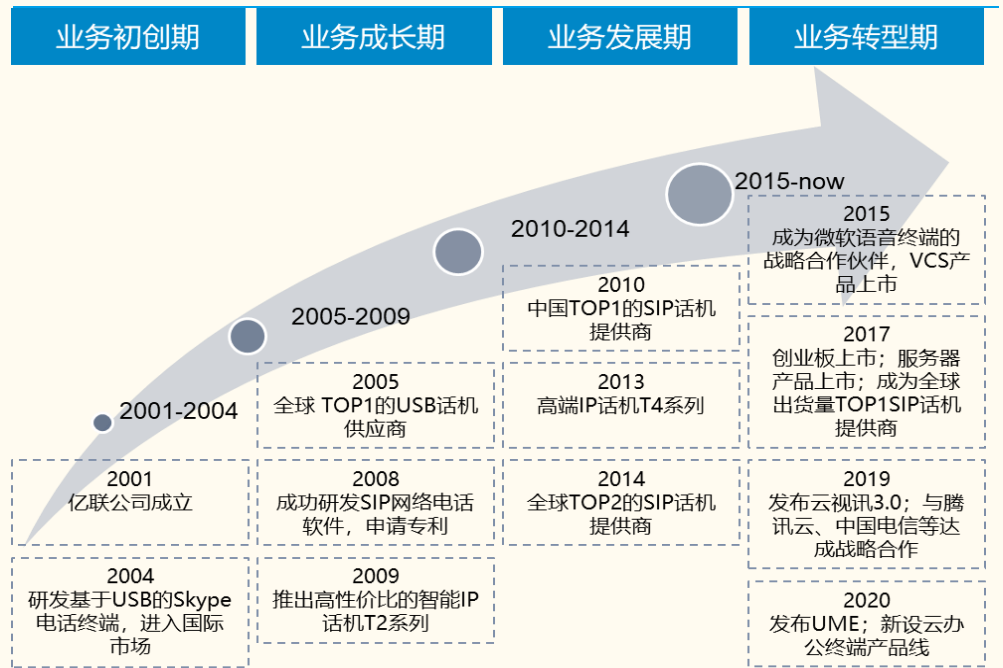 业务初创期
业务成长期
业务发展期
业务转型期
2001-2004
2001
亿联公司成立
2004
研发基于USB的Skype
电话终端，进入国际
市场
2005-2009
2005
全球 TOP1的USB话机
供应商
2008
成功研发SIP网络电话
软件，申请专利
2009
推出高性价比的智能IP
话机T2系列
2010-2014
2010
中国TOP1的SIP话机
提供商
2013
高端IP话机T4系列
2014
全球TOP2的SIP话机
提供商
2015-now
2015
成为微软语音终端的
战略合作伙伴，VCS产
品上市
2017
创业板上市；服务器
产品上市；成为全球
出货量TOP1SIP话机
提供商
2019
发布云视讯3.0；与腾
讯云、中国电信等达
成战略合作
2020
发布UME；新设云办
公终端产品线